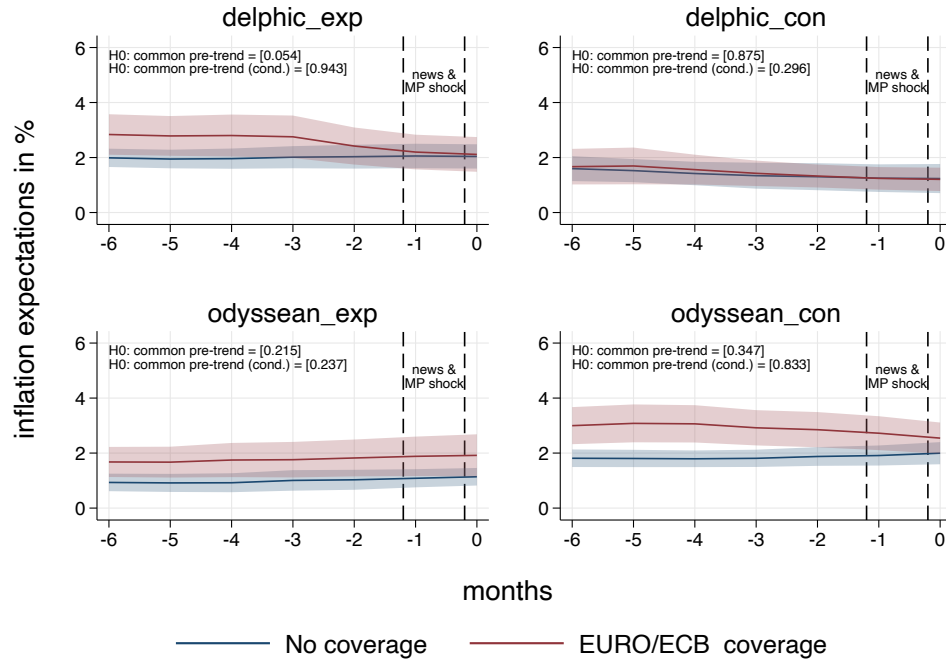 delphic_exp
delphic_con
inflation expectations in %
6
4
2
0
H0: common pre-trend = [0.054]
H0: common pre-trend (cond.) = [0.943]
news &
MP shock
-6 -5 -4 -3 -2 -1 0
6
4
2
0
H0: common pre-trend = [0.875]
H0: common pre-trend (cond.) = [0.296]
news &
MP shock
-6 -5 -4 -3 -2 -1 0
odyssean_exp
odyssean_con
6
4
2
0
H0: common pre-trend = [0.215]
H0: common pre-trend (cond.) = [0.237]
news &
MP shock
-6 -5 -4 -3 -2 -1 0
6
4
2
0
H0: common pre-trend = [0.347]
H0: common pre-trend (cond.) = [0.833]
news &
MP shock
-6 -5 -4 -3 -2 -1 0
months
No coverage
EURO/ECB coverage